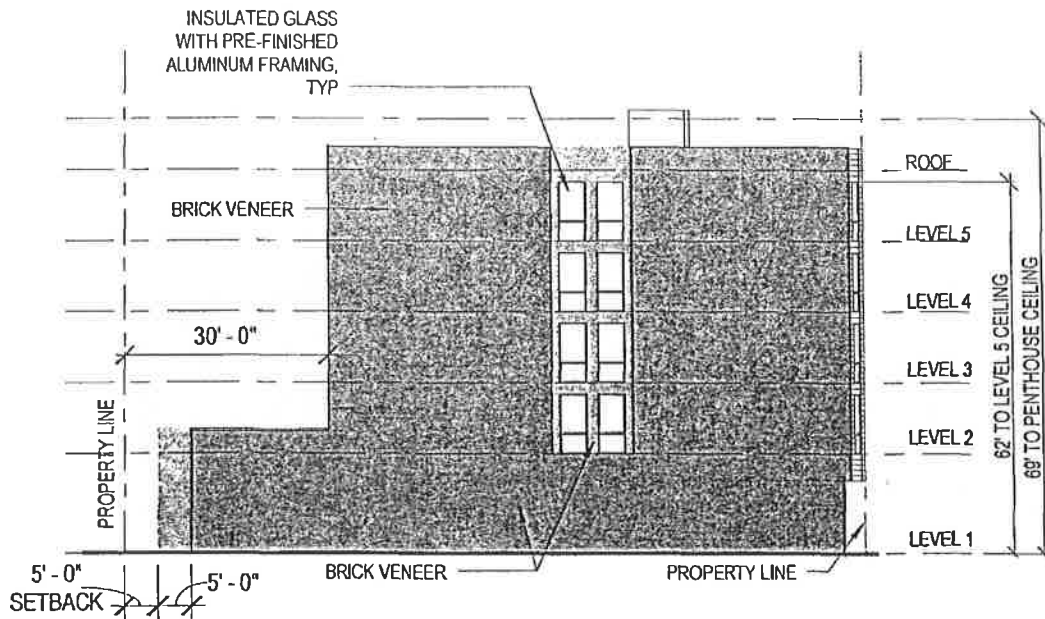 INSULATED GLASS
WITH PRE-FINISHED
ALUMINUM FRAMING,
TYP
ROOF
BRICK VENEER
LEVEL 5
LEVEL 4
30' - 0"
LEVEL 3
LEVEL 2
PROPERTY LINE
62' TO LEVEL 5 CEILING
69' TO PENTHOUSE CEILING
LEVEL 1
BRICK VENEER
PROPERTY LINE
5' - 0"
SETBACK
5' - 0"